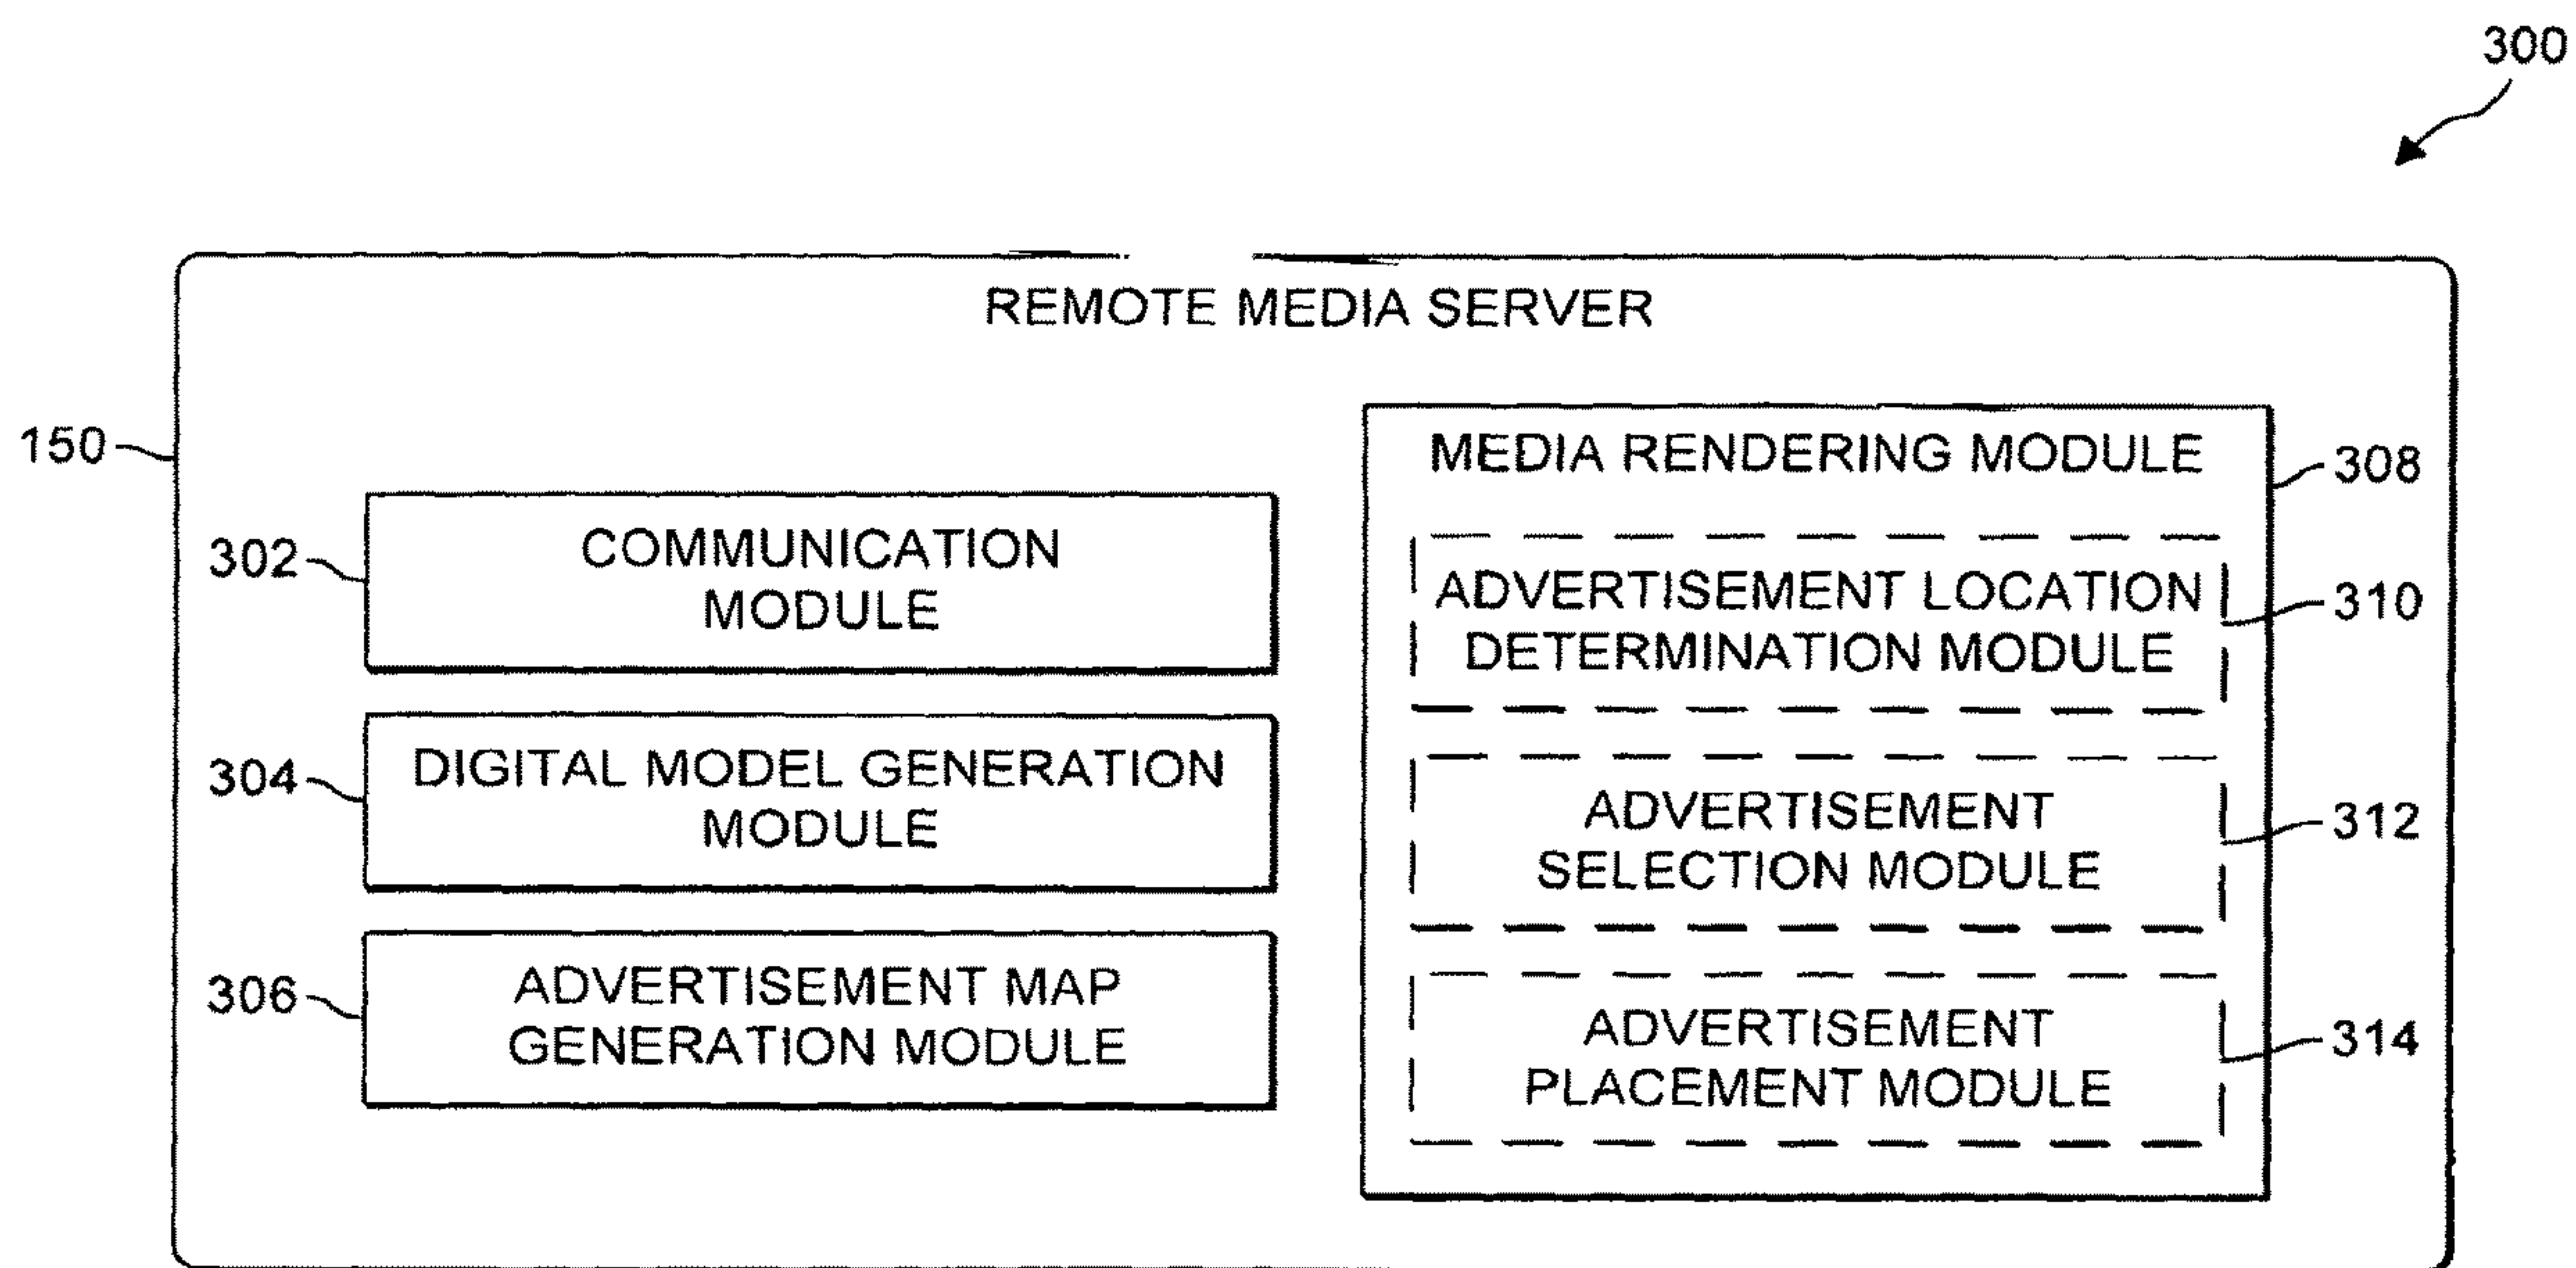 300
REMOTE MEDIA SERVER
150
302
COMMUNICATION
MODULE
304
DIGITAL MODEL GENERATION
MODULE
306
ADVERTISEMENT MAP
GENERATION MODULE
MEDIA RENDERING MODULE
308
ADVERTISEMENT LOCATION
DETERMINATION MODULE
310
ADVERTISEMENT
SELECTION MODULE
312
ADVERTISEMENT
PLACEMENT MODULE
314